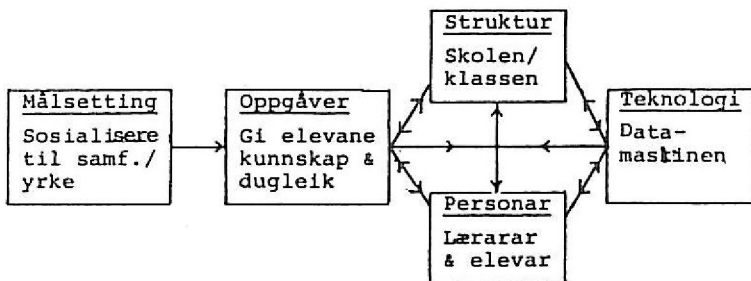 Struktur
Skolen/
klassen
Målsetting
Sosialisere
til samf./
yrke
Oppgåver
Gi elevane
kunnskap &
dugleik
Teknologi
Data-
maskinen
Personar
Lærarar
& elevar